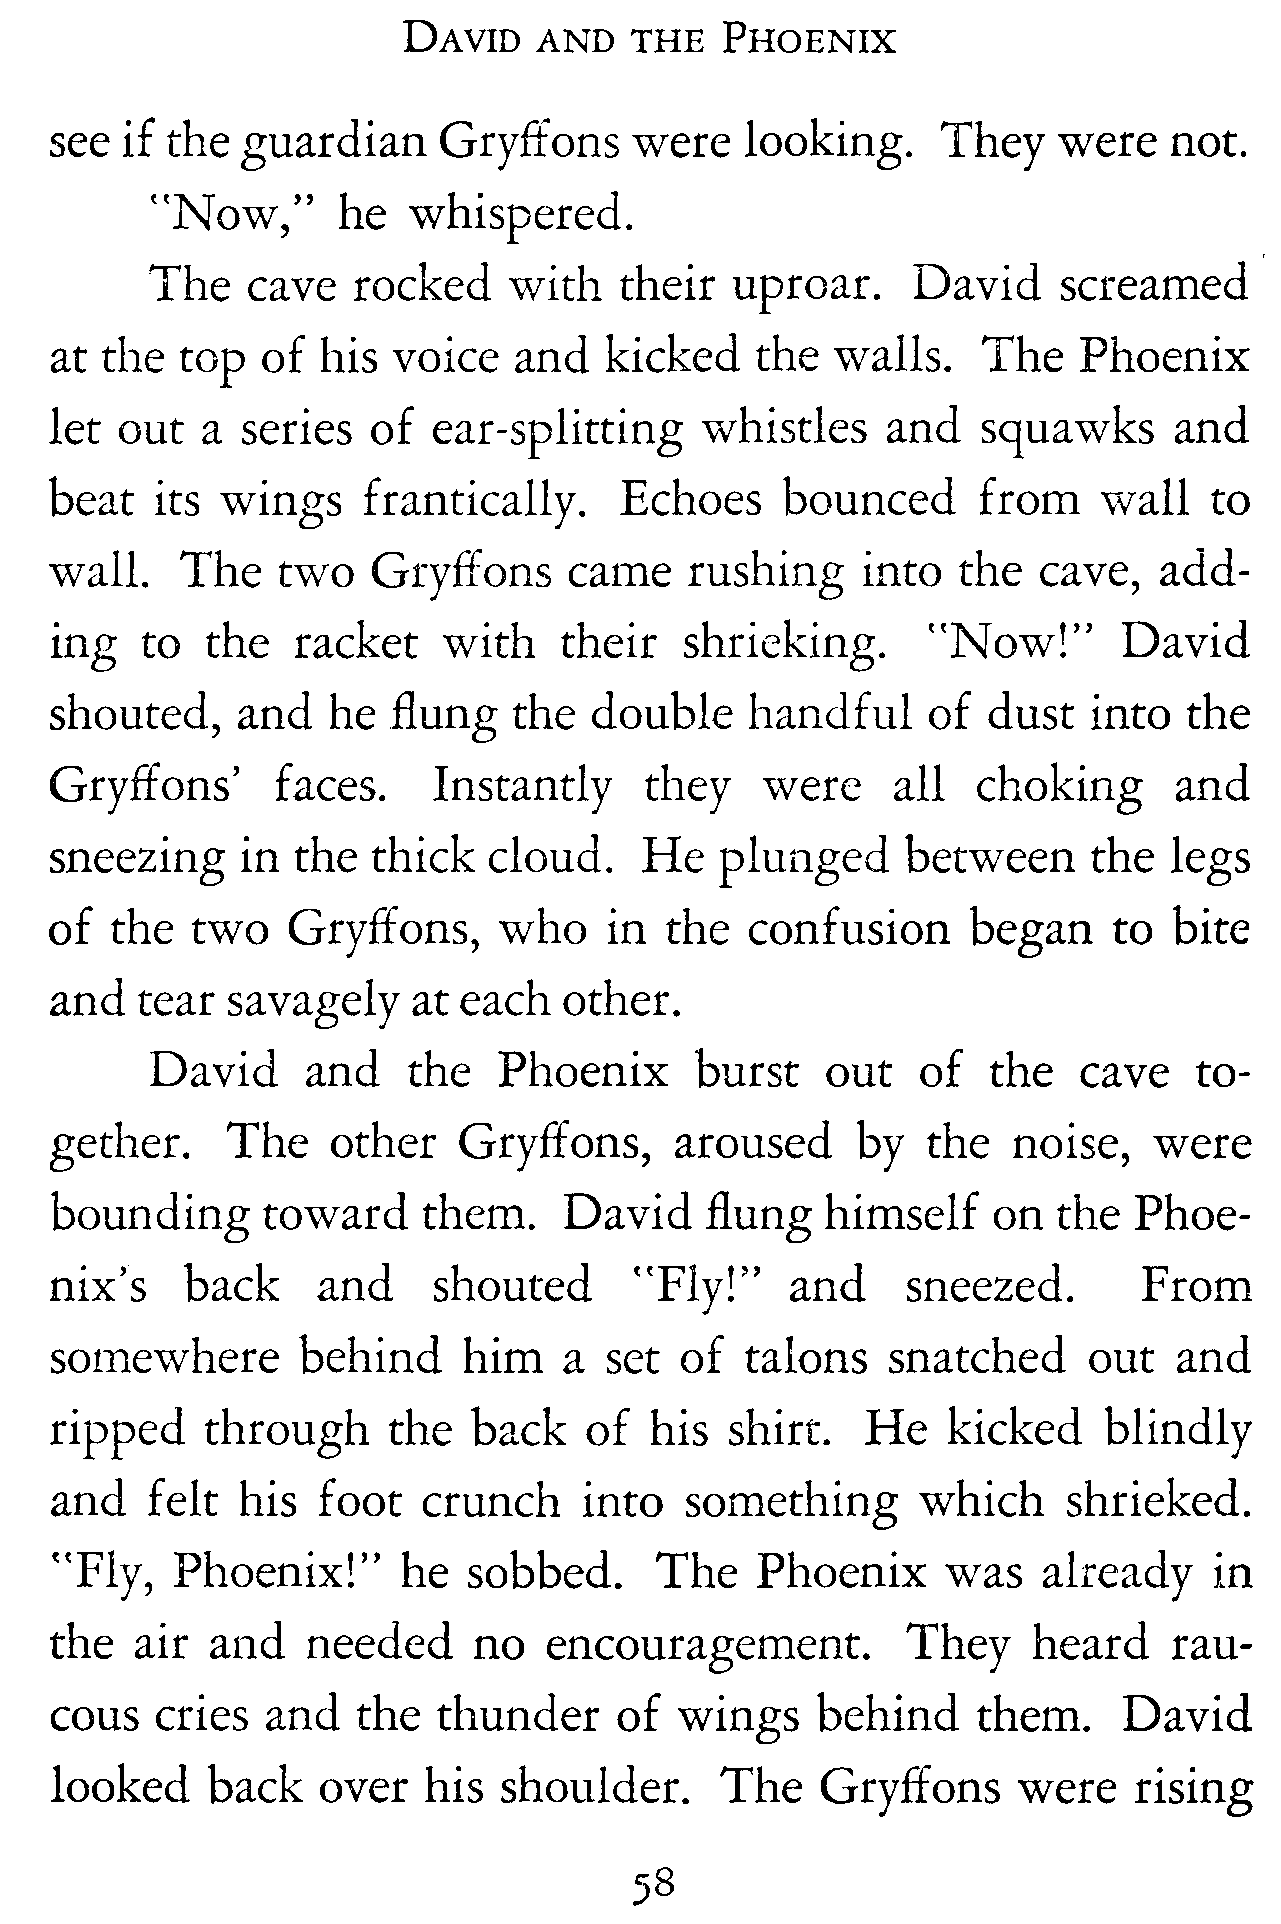 David and the Phoenix
see if the guardian Gryffons were looking. They were not.
"Now," he whispered.
The cave rocked with their uproar. David screamed
at the top of his voice and kicked the walls. The Phoenix
let out a series of ear-splitting whistles and squawks and
beat its wings frantically. Echoes bounced from wall to
wall. The two Gryffons came rushing into the cave, add-
ing to the racket with their shrieking. "Now!" David
shouted, and he flung the double handful of dust into the
Gryffons' faces. Instantly they were all choking and
sneezing in the thick cloud. He plunged between the legs
of the two Gryffons, who in the confusion began to bite
and tear savagely at each other.
David and the Phoenix burst out of the cave to-
gether. The other Gryffons, aroused by the noise, were
bounding toward them. David flung himself on the Phoe-
nix's back and shouted "Fly!" and sneezed. From
somewhere behind him a set of talons snatched out and
ripped through the back of his shirt. He kicked blindly
and felt his foot crunch into something which shrieked.
"Fly, Phoenix!" he sobbed. The Phoenix was already in
the air and needed no encouragement. They heard rau-
cous cries and the thunder of wings behind them. David
looked back over his shoulder. The Gryffons were rising
58